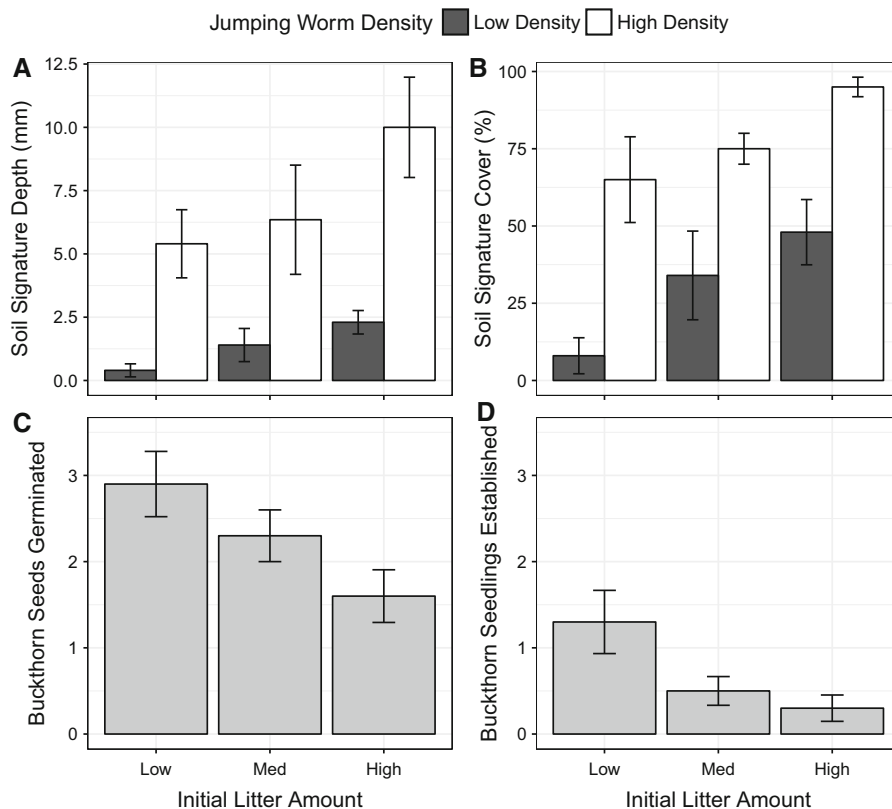 Jumping Worm Density Low Density High Density
A
Soil Signature Depth (mm)
12.5
10.0
7.5
5.0
2.5
0.0
B
Soil Signature Cover (%)
100
75
50
25
0
C
Buckthorn Seeds Germinated
3
2
1
0
Low Med High
Initial Litter Amount
D
Buckthorn Seedlings Established
3
2
1
0
Low Med High
Initial Litter Amount